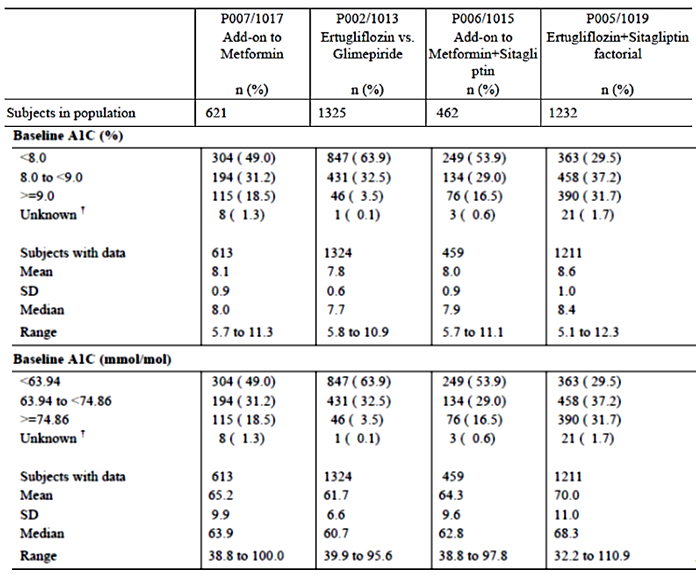 P007/1017 P002/1013 P006/1015 P005/1019
Add-on to Ertugliflozin vs. Add-on to Ertugliflozin+Sitagliptin
Metformin Glimepiride Metformin+Sitagli factorial
ptin
n (%) n (%) n (%) n (%)
Subjects in population 621 1325 462 1232
Baseline A1C (%)
<8.0 304 ( 49.0) 847 ( 63.9) 249 ( 53.9) 363 ( 29.5)
8.0 to <9.0 194 ( 31.2) 431 ( 32.5) 134 ( 29.0) 458 ( 37.2)
>=9.0 115 ( 18.5) 46 ( 3.5) 76 ( 16.5) 390 ( 31.7)
Unknown † 8 ( 1.3) 1 ( 0.1) 3 ( 0.6) 21 ( 1.7)
Subjects with data 613 1324 459 1211
Mean 8.1 7.8 8.0 8.6
SD 0.9 0.6 0.9 1.0
Median 8.0 7.7 7.9 8.4
Range 5.7 to 11.3 5.8 to 10.9 5.7 to 11.1 5.1 to 12.3
Baseline A1C (mmol/mol)
<63.94 304 ( 49.0) 847 ( 63.9) 249 ( 53.9) 363 ( 29.5)
63.94 to <74.86 194 ( 31.2) 431 ( 32.5) 134 ( 29.0) 458 ( 37.2)
>=74.86 115 ( 18.5) 46 ( 3.5) 76 ( 16.5) 390 ( 31.7)
Unknown † 8 ( 1.3) 1 ( 0.1) 3 ( 0.6) 21 ( 1.7)
Subjects with data 613 1324 459 1211
Mean 65.2 61.7 64.3 70.0
SD 9.9 6.6 9.6 11.0
Median 63.9 60.7 62.8 68.3
Range 38.8 to 100.0 39.9 to 95.6 38.8 to 97.8 32.2 to 110.9